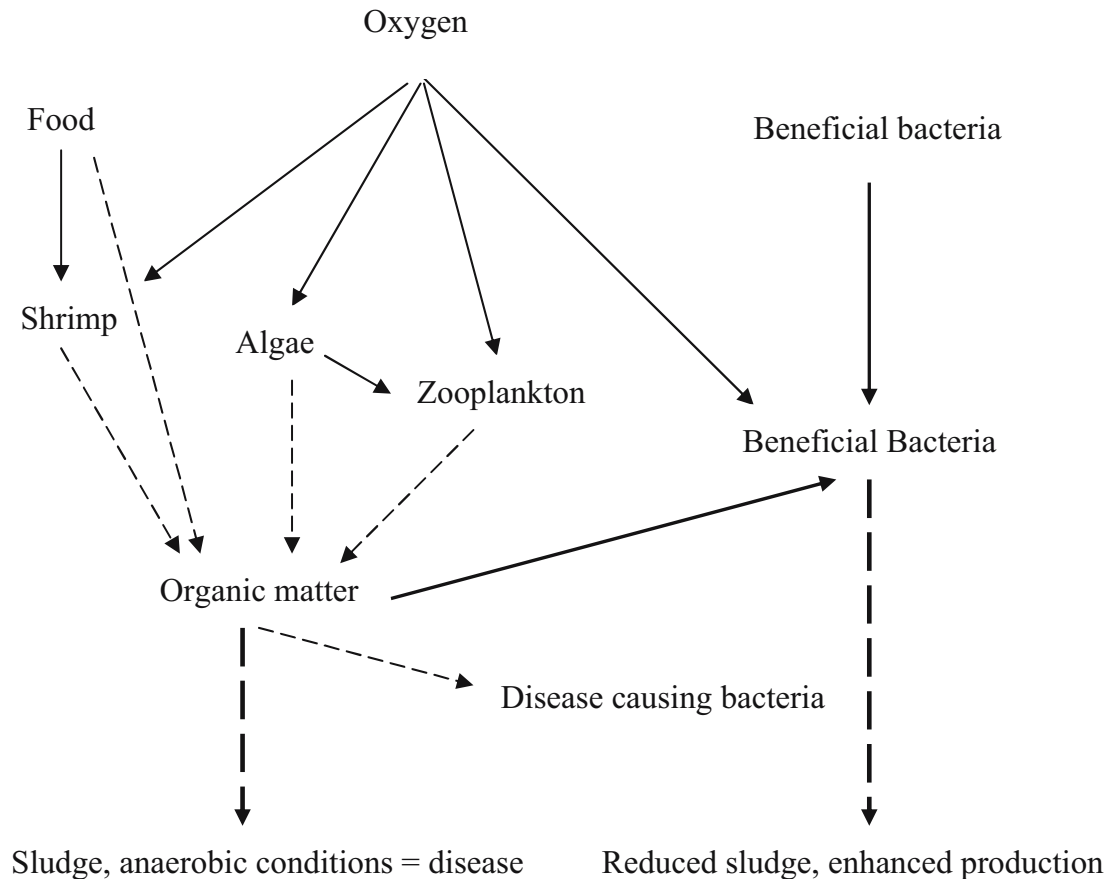 Oxygen
Food
Beneficial bacteria
Shrimp
Algae
Zooplankton
Beneficial Bacteria
Organic matter
Disease causing bacteria
Sludge, anaerobic conditions = disease
Reduced sludge, enhanced production